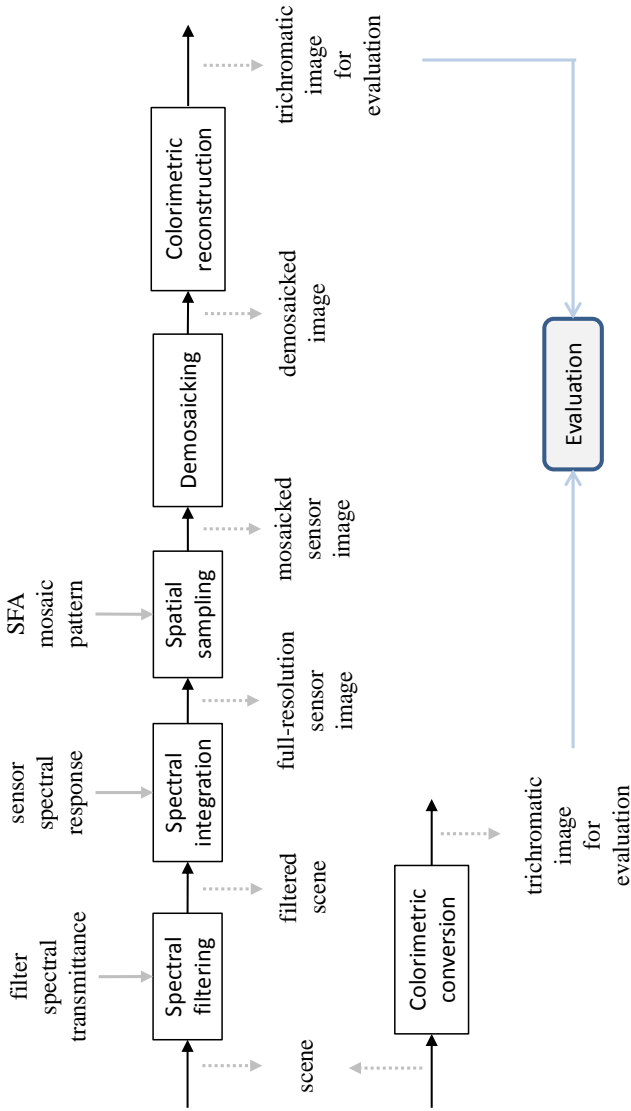 filter
spectral
transmittance
sensor
spectral
response
SFA
mosaic
pattern
Spectral
filtering
Spectral
integration
Spatial
sampling
Demosaicking
Colorimetric
reconstruction
scene
filtered
scene
full-resolution
sensor
image
mosaicked
sensor
image
demosaicked
image
trichromatic
image
for
evaluation
Colorimetric
conversion
trichromatic
image
for
evaluation
Evaluation